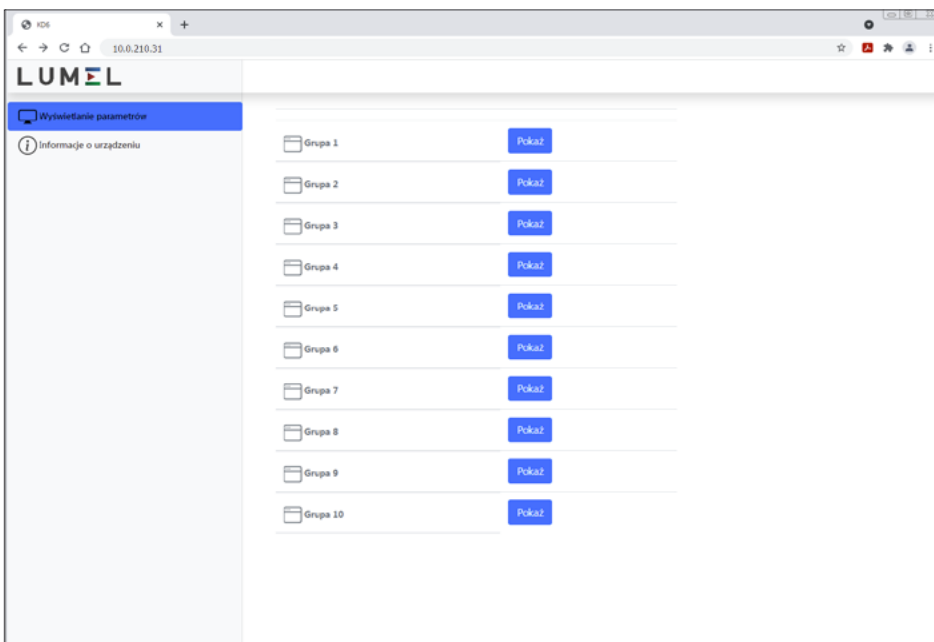 KD6
10.0.210.31
LUMEL
Wyświetlanie parametrów
Informacje o urządzeniu
Grupa 1 Pokaż
Grupa 2 Pokaż
Grupa 3 Pokaż
Grupa 4 Pokaż
Grupa 5 Pokaż
Grupa 6 Pokaż
Grupa 7 Pokaż
Grupa 8 Pokaż
Grupa 9 Pokaż
Grupa 10 Pokaż